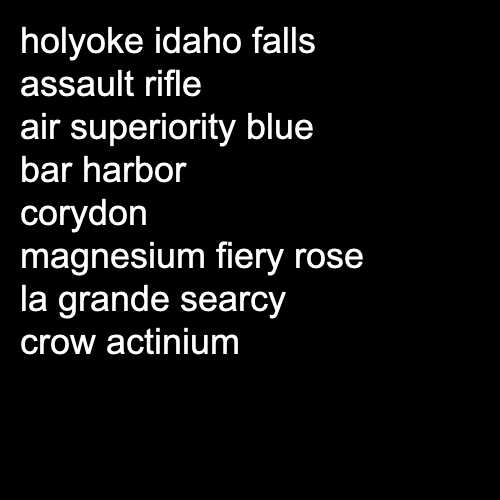 holyoke idaho falls
assault rifle
air superiority blue
bar harbor
corydon
magnesium fiery rose
la grande searcy
crow actinium